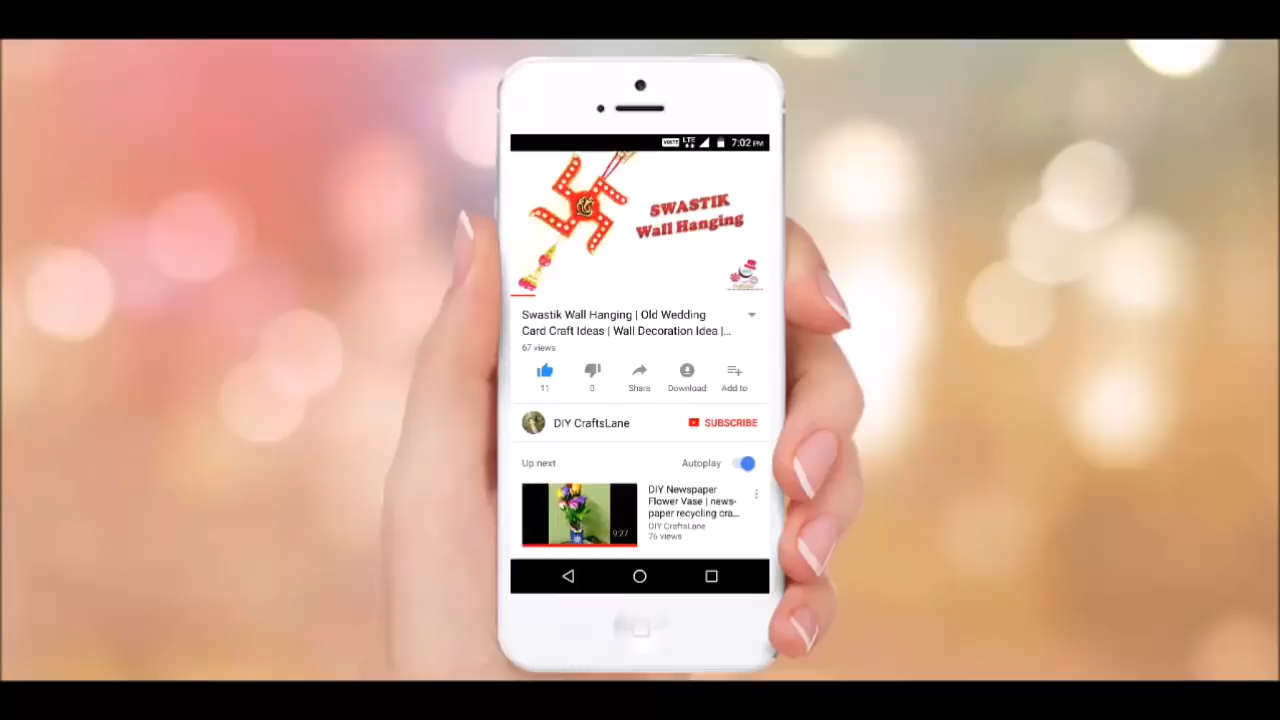 VoLTE LTE 7:02 PM
SWASTIK
Wall Hanging
Swastik Wall Hanging | Old Wedding
Card Craft Ideas | Wall Decoration Idea |...
67 views
11
0
Share
Download
Add to
DIY CraftsLane
SUBSCRIBE
Up next
Autoplay
DIY Newspaper
Flower Vase | news-
paper recycling cra...
DIY CraftsLane
76 views
9:27